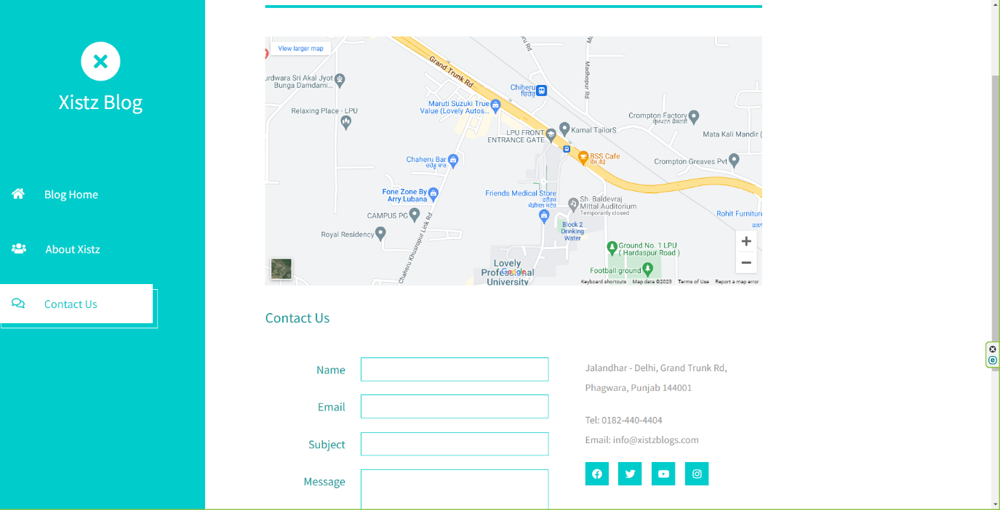 Xistz Blog
Blog Home
About Xistz
Contact Us
View larger map
Grand Trunk Rd
Madhopur Rd
urdwara Sri Akal Jyot
Bunga Damdami...
Chiheru
ਚਿਹੇਰੂ
Maruti Suzuki True
Value (Lovely Autos...
Relaxing Place - LPU
Crompton Factory
ਕ੍ਰੋਮਪਟਨ ਫੈਕਟਰੀ
LPU FRONT
ENTRANCE GATE
Kamal TailorS
Mata Kali Mandir (
Chaheru Bar
ਚਹੇੜੂ ਬਾਰ
BSS Cafe
Crompton Greaves Pvt
Fone Zone By
Arry Lubana
Friends Medical Store
ਫਰੈਂਡਸ
ਮੈਡੀਕਲ ਸਟੋਰ
Sh. Baldevraj
Mittal Auditorium
Temporarily closed
CAMPUS PG
Rohit Furniture
Royal Residency
Chaheru Khusropur Link Rd
Block 2
Drinking
Water
Ground No. 1 LPU
( Hardaspur Road )
Lovely
Professional
University
Google
Football ground
Keyboard shortcuts
Map data ©2023
Terms of Use
Report a map error
Contact Us
Name
Email
Subject
Message
Jalandhar - Delhi, Grand Trunk Rd,
Phagwara, Punjab 144001
Tel: 0182-440-4404
Email: info@xistzblogs.com